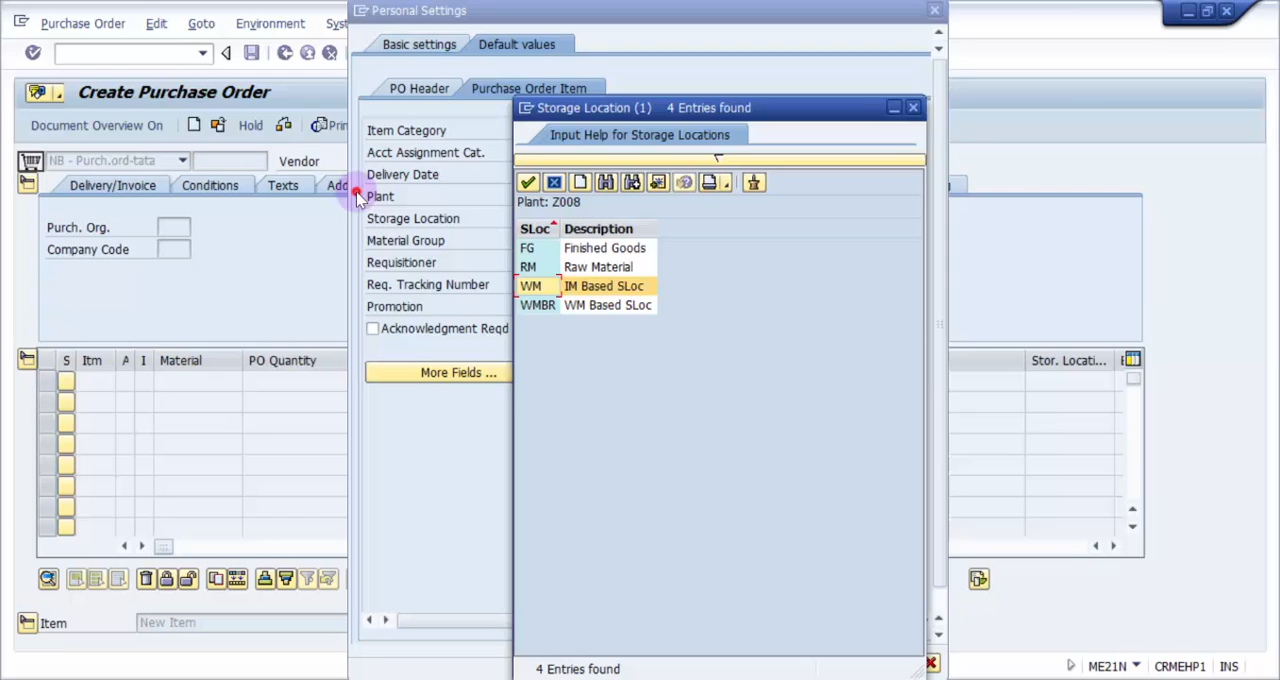 Purchase Order Edit Goto Environment Syst
Create Purchase Order
Document Overview On Hold Prin
NB - Purch.ord-tata Vendor
Delivery/Invoice Conditions Texts Add
Purch. Org.
Company Code
S Itm A I Material PO Quantity
Stor. Locati...
Item New Item
Personal Settings
Basic settings Default values
PO Header Purchase Order Item
Item Category
Acct Assignment Cat.
Delivery Date
Plant
Storage Location
Material Group
Requisitioner
Req. Tracking Number
Promotion
Acknowledgment Reqd
More Fields ...
Storage Location (1) 4 Entries found
Input Help for Storage Locations
Plant: Z008
SLoc Description
FG Finished Goods
RM Raw Material
WM IM Based SLoc
WMBR WM Based SLoc
4 Entries found
ME21N CRMEHP1 INS